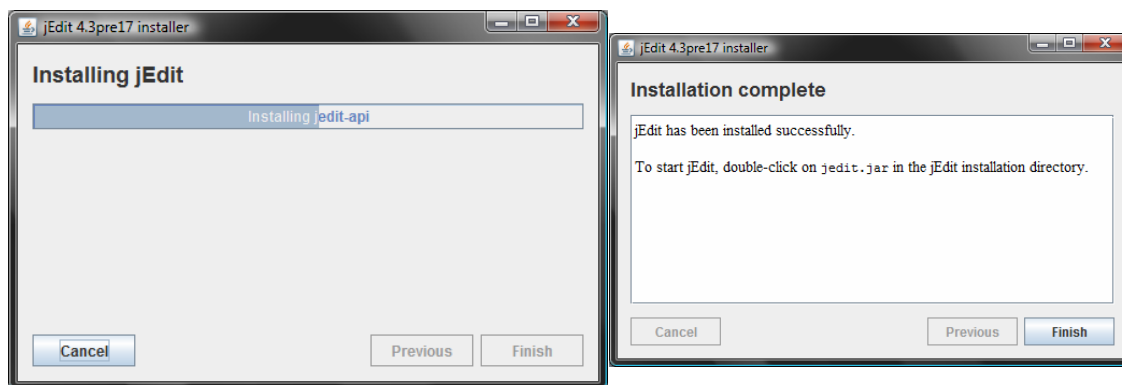 jEdit 4.3pre17 installer
Installing jEdit
Installing jedit-api
Cancel
Previous
Finish
jEdit 4.3pre17 installer
Installation complete
jEdit has been installed successfully.
To start jEdit, double-click on jedit.jar in the jEdit installation directory.
Cancel
Previous
Finish